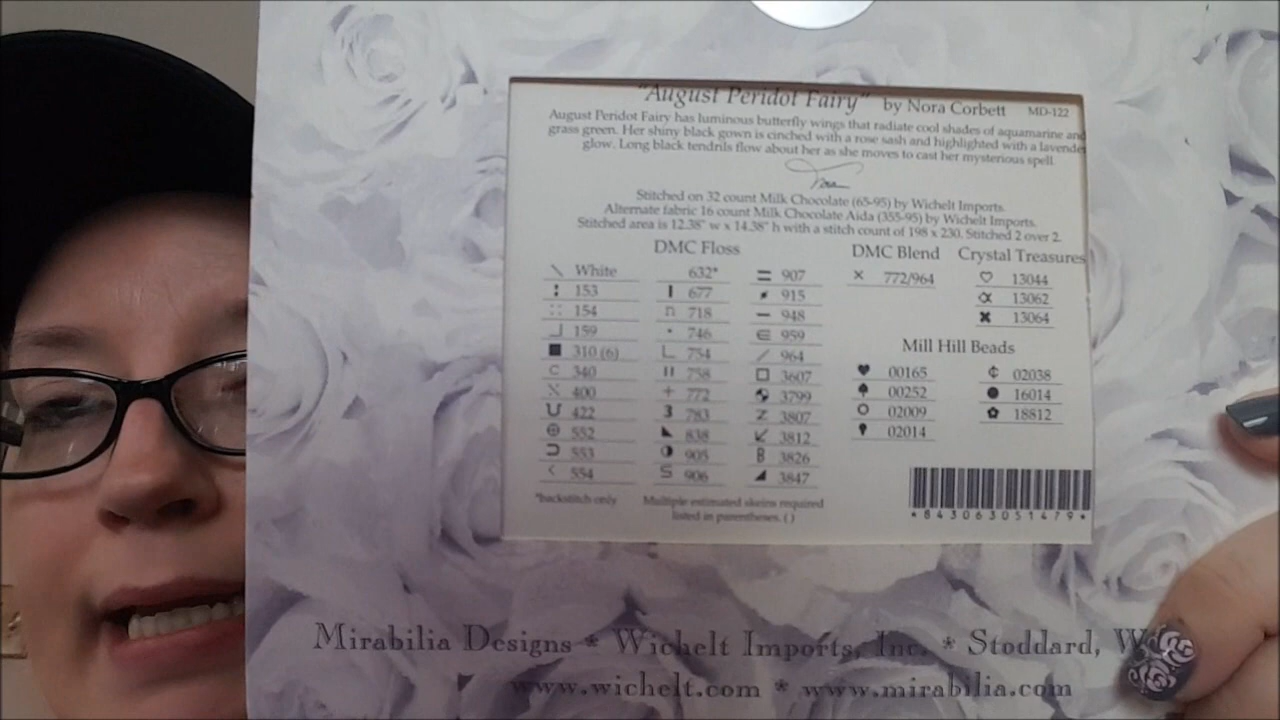 "August Peridot Fairy" by Nora Corbett MD-122
August Peridot Fairy has luminous butterfly wings that radiate cool shades of aquamarine and
grass green. Her shiny black gown is cinched with a rose sash and highlighted with a lavender
glow. Long black tendrils flow about her as she moves to cast her mysterious spell.
Nora
Stitched on 32 count Milk Chocolate (65-95) by Wichelt Imports.
Alternate fabric 16 count Milk Chocolate Aida (355-95) by Wichelt Imports.
Stitched area is 12.38" w x 14.38" h with a stitch count of 198 x 230. Stitched 2 over 2.
DMC Floss
White
153
154
159
310 (6)
340
400
422
552
553
554
632*
677
718
746
754
758
772
783
838
905
906
907
915
948
959
964
3607
3799
3807
3812
3826
3847
*backstitch only
Multiple estimated skeins required
listed in parentheses. ( )
DMC Blend
772/964
Crystal Treasures
13044
13062
13064
Mill Hill Beads
00165
00252
02009
02014
02038
16014
18812
*843063051479*
Mirabilia Designs * Wichelt Imports, Inc. * Stoddard, W
www.wichelt.com * www.mirabilia.com